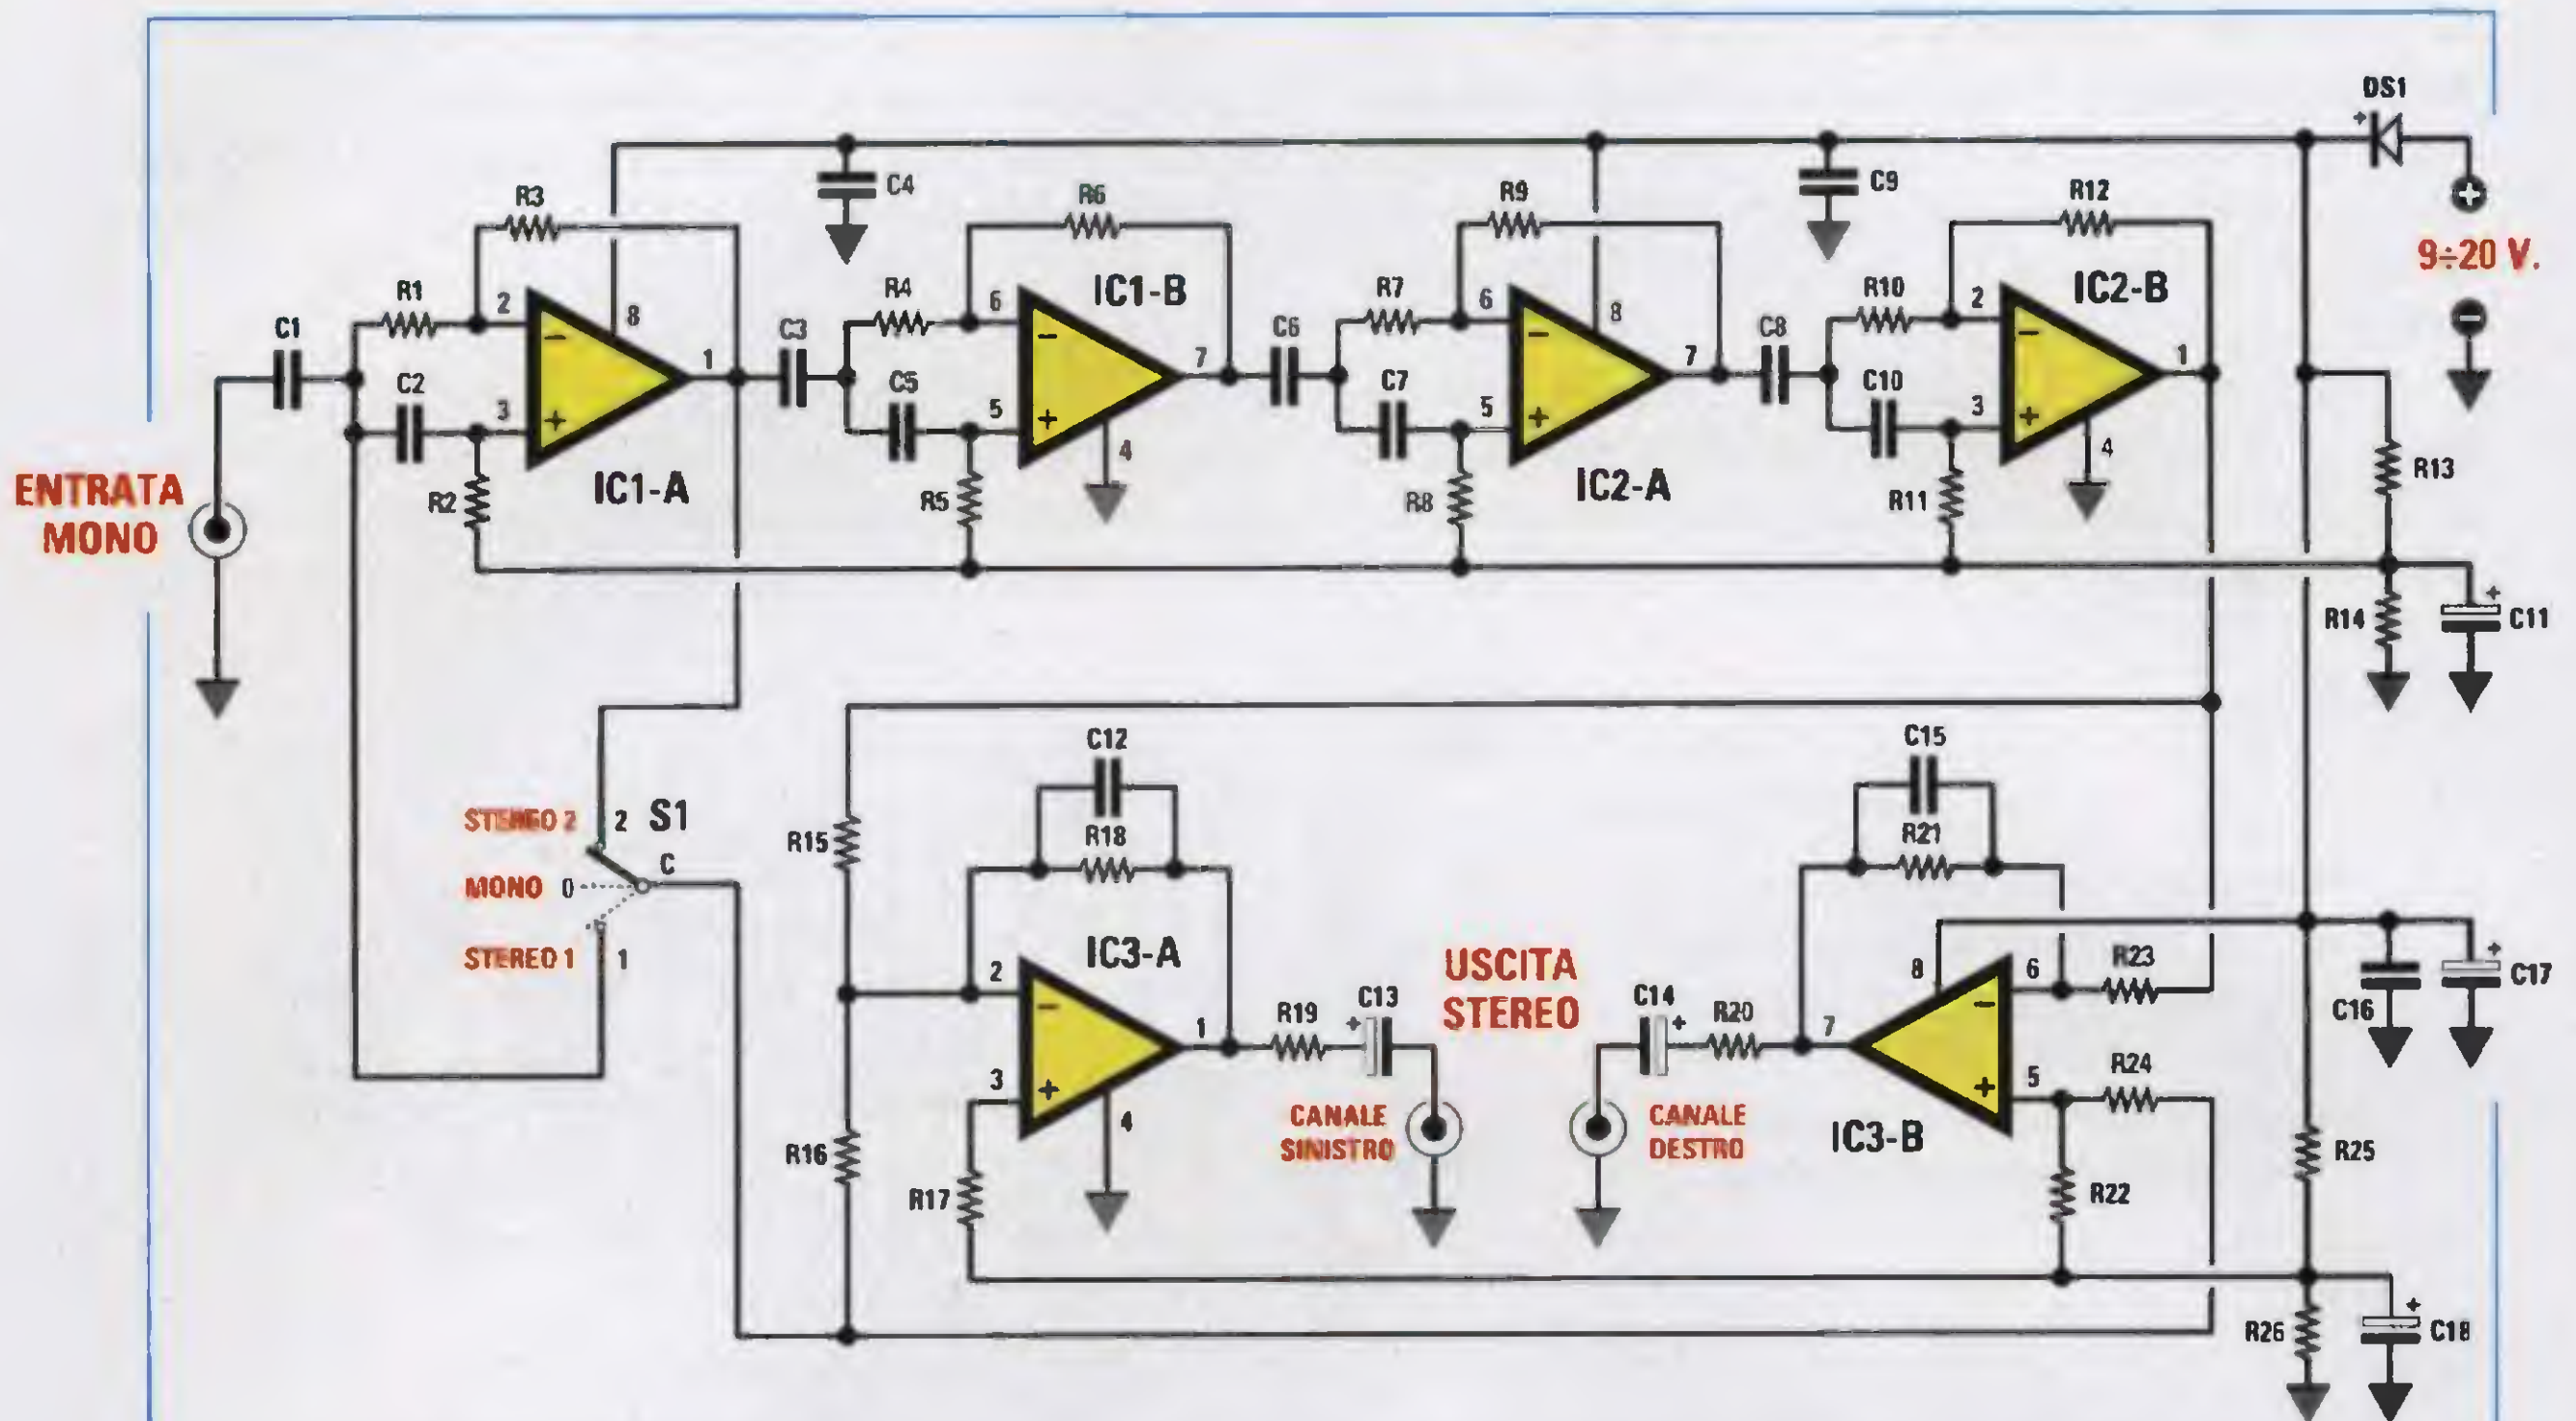 DS1
9÷20 V.
R3
C4
R6
R9
C9
R12
C1
R1
2
8
1
C2
3
R2
IC1-A
C3
R4
6
IC1-B
7
C5
5
4
R5
C6
R7
6
8
7
C7
5
R8
IC2-A
C8
R10
2
IC2-B
1
C10
3
4
R11
R13
ENTRATA
MONO
R14
C11
STEREO 2
2
S1
C
MONO
0
STEREO 1
1
R15
C12
R18
IC3-A
2
1
3
4
R16
R17
R19
C13
USCITA
STEREO
CANALE
SINISTRO
C14
R20
CANALE
DESTRO
C15
R21
7
8
6
R23
5
R24
IC3-B
R22
C16
C17
R25
R26
C18